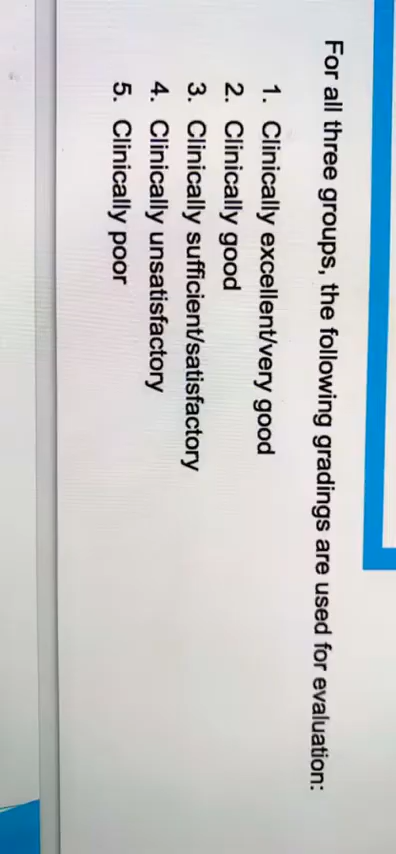 For all three groups, the following gradings are used for evaluation:
1. Clinically excellent/very good
2. Clinically good
3. Clinically sufficient/satisfactory
4. Clinically unsatisfactory
5. Clinically poor